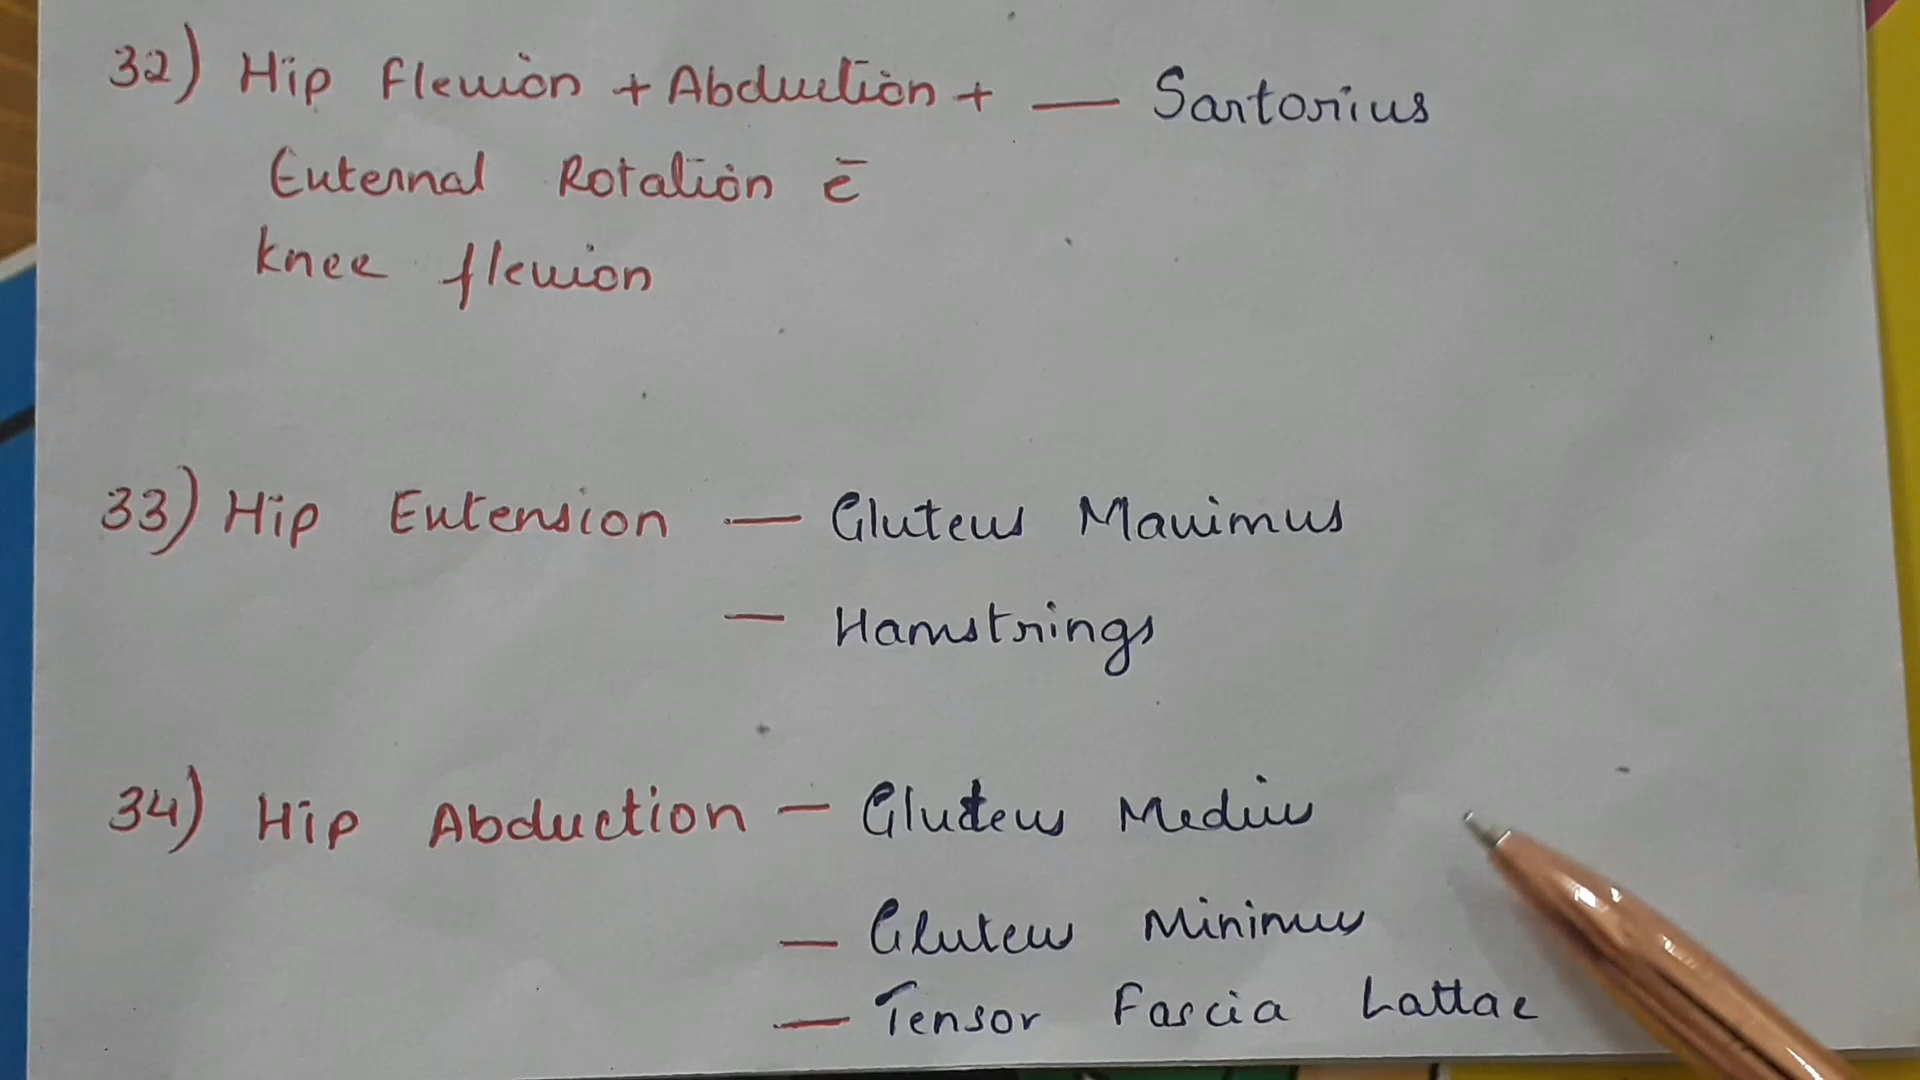 32) Hip Flexion + Abduction + — Sartorius
External Rotation c̄
knee flexion
33) Hip Extension — Gluteus Maximus
— Hamstrings
34) Hip Abduction — Gluteus Medius
— Gluteus Minimus
— Tensor Fascia Lattae